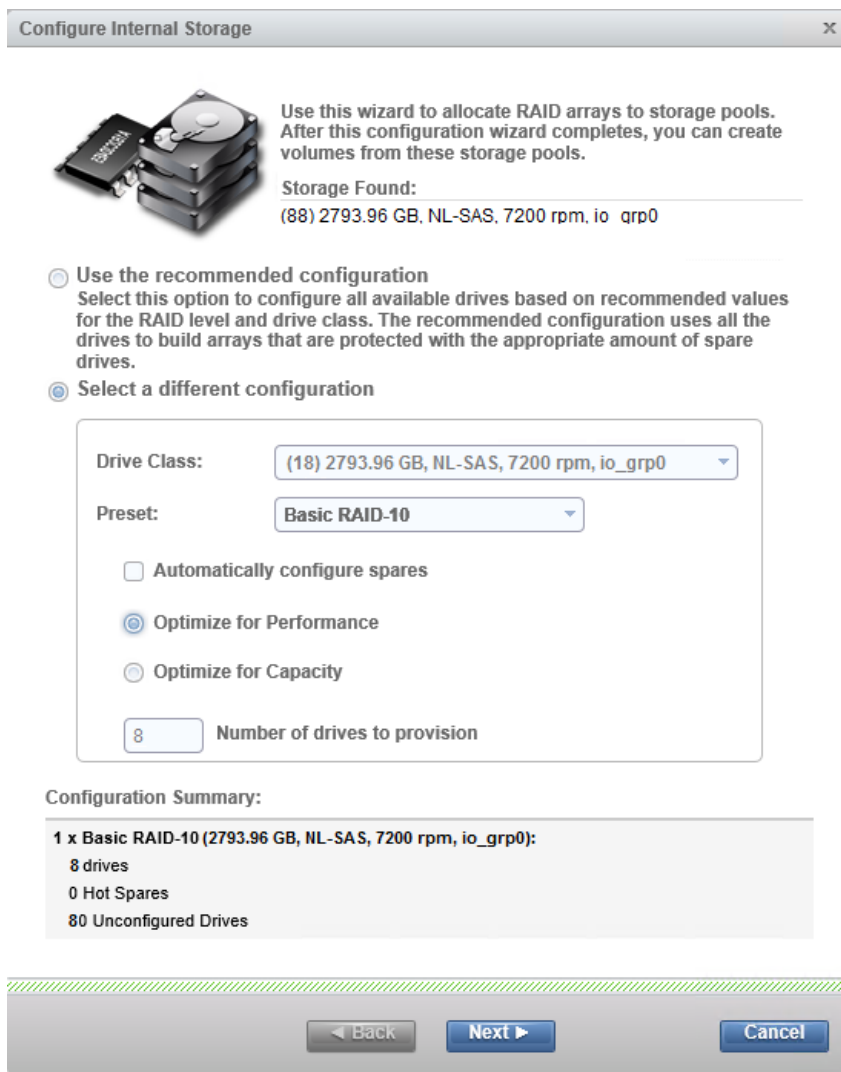 Configure Internal Storage
x
Use this wizard to allocate RAID arrays to storage pools.
After this configuration wizard completes, you can create
volumes from these storage pools.
Storage Found:
(88) 2793.96 GB, NL-SAS, 7200 rpm, io_grp0
Use the recommended configuration
Select this option to configure all available drives based on recommended values
for the RAID level and drive class. The recommended configuration uses all the
drives to build arrays that are protected with the appropriate amount of spare
drives.
Select a different configuration
Drive Class:
(18) 2793.96 GB, NL-SAS, 7200 rpm, io_grp0
Preset:
Basic RAID-10
Automatically configure spares
Optimize for Performance
Optimize for Capacity
8
Number of drives to provision
Configuration Summary:
1 x Basic RAID-10 (2793.96 GB, NL-SAS, 7200 rpm, io_grp0):
8 drives
0 Hot Spares
80 Unconfigured Drives
◄ Back
Next ►
Cancel